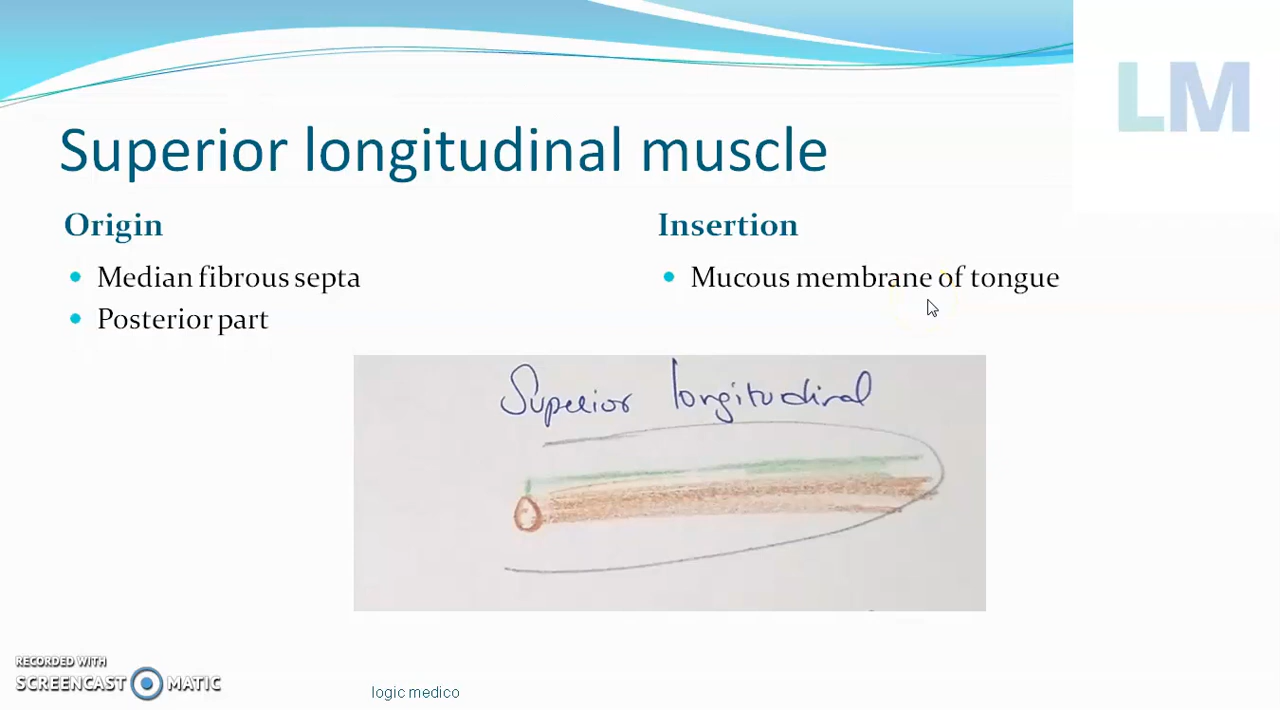 LM
Superior longitudinal muscle
Origin
Insertion
Median fibrous septa
Mucous membrane of tongue
Posterior part
Superior longitudinal
RECORDED WITH
SCREENCAST MATIC
logic medico